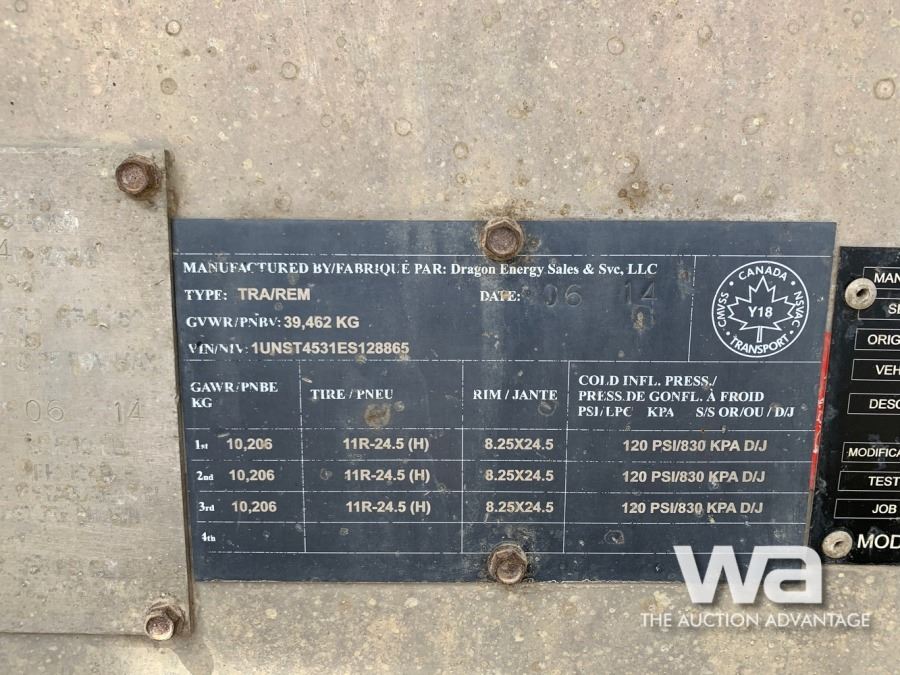 MANUFACTURED BY/FABRIQUÉ PAR: Dragon Energy Sales & Svc, LLC
TYPE: TRA/REM DATE: 06 14
GVWR/PNBV: 39,462 KG
VIN/NIV: 1UNST4531ES128865
CANADA
CMVSS
NSVAC
Y18
TRANSPORT
GAWR/PNBE KG TIRE / PNEU RIM / JANTE COLD INFL. PRESS./ PRESS.DE GONFL. À FROID
PSI/LPC KPA S/S OR/OU / D/J
1st 10,206 11R-24.5 (H) 8.25X24.5 120 PSI/830 KPA D/J
2nd 10,206 11R-24.5 (H) 8.25X24.5 120 PSI/830 KPA D/J
3rd 10,206 11R-24.5 (H) 8.25X24.5 120 PSI/830 KPA D/J
4th
06 14
MAN
SE
ORIG
VEH
DESC
MODIFICA
TEST
JOB
MOD
wa
THE AUCTION ADVANTAGE